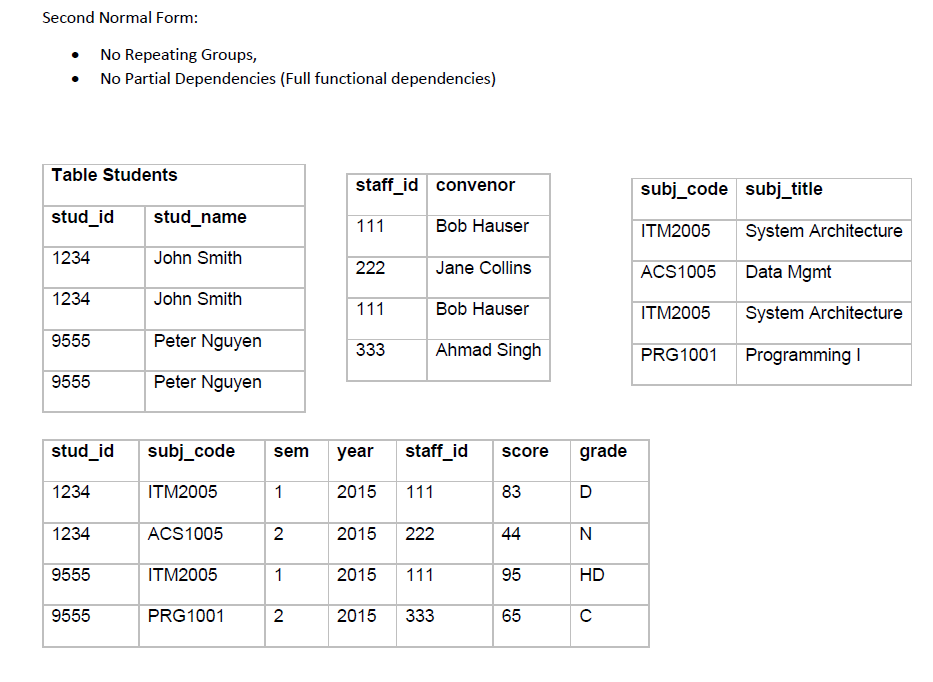 Second Normal Form:
• No Repeating Groups,
• No Partial Dependencies (Full functional dependencies)
Table Students
stud_id stud_name
1234 John Smith
1234 John Smith
9555 Peter Nguyen
9555 Peter Nguyen
staff_id convenor
111 Bob Hauser
222 Jane Collins
111 Bob Hauser
333 Ahmad Singh
subj_code subj_title
ITM2005 System Architecture
ACS1005 Data Mgmt
ITM2005 System Architecture
PRG1001 Programming I
stud_id subj_code sem year staff_id score grade
1234 ITM2005 1 2015 111 83 D
1234 ACS1005 2 2015 222 44 N
9555 ITM2005 1 2015 111 95 HD
9555 PRG1001 2 2015 333 65 C